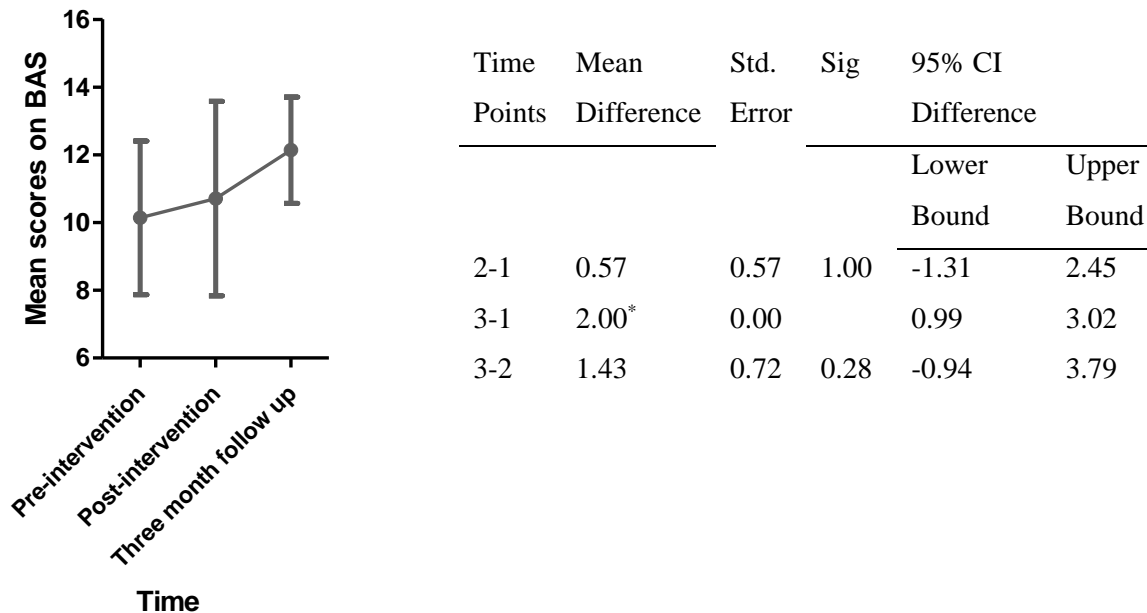 16
14
12
10
8
6
Mean scores on BAS
Pre-intervention
Post-intervention
Three month follow up
Time
Time Mean Std. Sig 95% CI
Points Difference Error Difference
Lower Upper
Bound Bound
2-1 0.57 0.57 1.00 -1.31 2.45
3-1 2.00* 0.00 0.99 3.02
3-2 1.43 0.72 0.28 -0.94 3.79